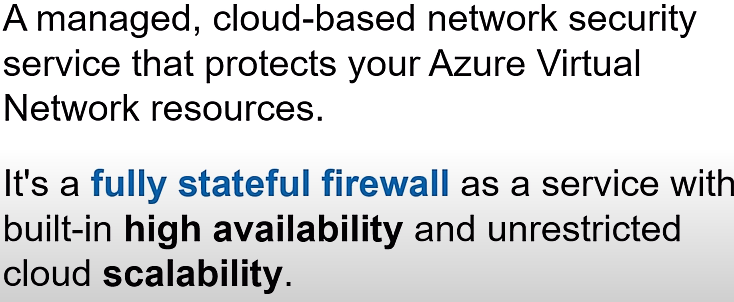 A managed, cloud-based network security
service that protects your Azure Virtual
Network resources.
It's a fully stateful firewall as a service with
built-in high availability and unrestricted
cloud scalability.